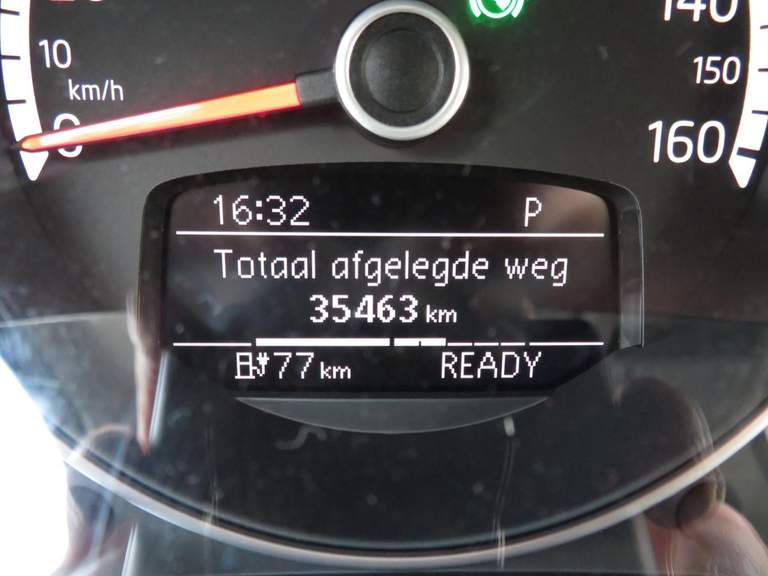 140
10
150
km/h
0
160
16:32 P
Totaal afgelegde weg
35463 km
77 km READY